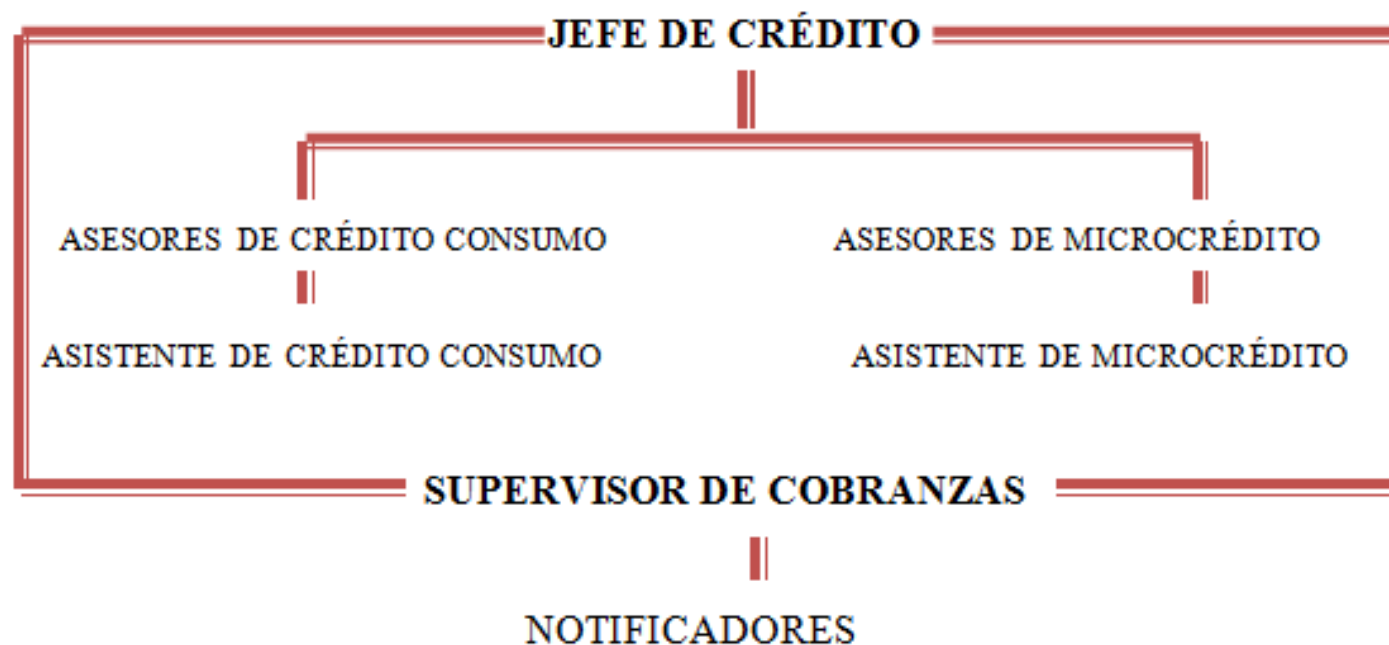 JEFE DE CRÉDITO
ASESORES DE CRÉDITO CONSUMO
ASESORES DE MICROCRÉDITO
ASISTENTE DE CRÉDITO CONSUMO
ASISTENTE DE MICROCRÉDITO
SUPERVISOR DE COBRANZAS
NOTIFICADORES